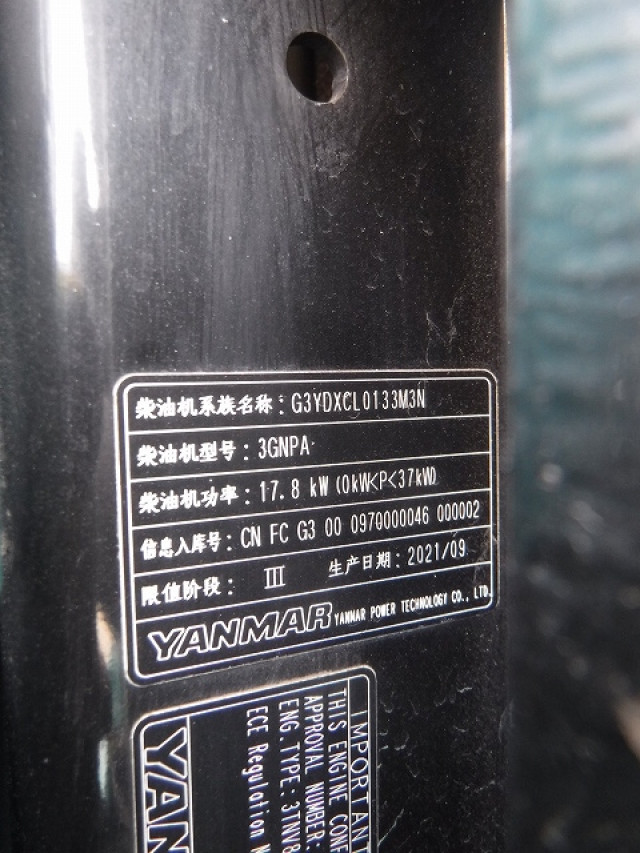 柴油机系族名称: G3YDXCL0133M3N
柴油机型号: 3GNPA
柴油机功率: 17.8 kW (0kW<P<37kW)
信息入库号: CN FC G3 00 0970000046 000002
限值阶段: III 生产日期: 2021/09
YANMAR YANMAR POWER TECHNOLOGY CO., LTD.
IMPORTANT
THIS ENGINE
APPROVAL NUMBER:
ENG. TYPE:
ECE Regulation